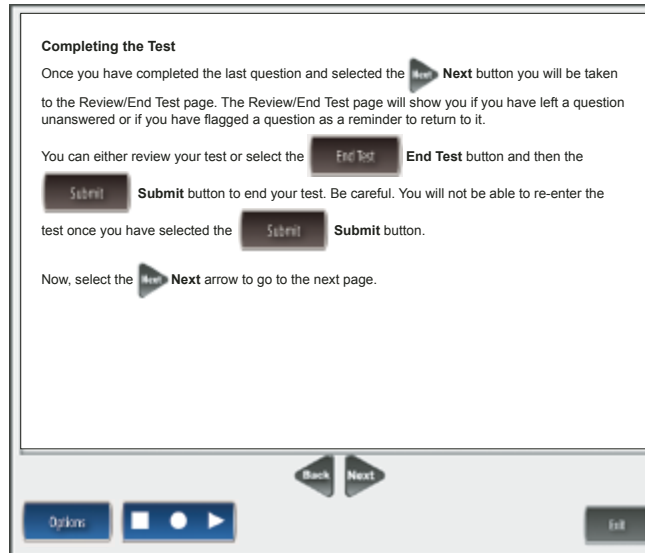 Completing the Test
Once you have completed the last question and selected the Next Next button you will be taken
to the Review/End Test page. The Review/End Test page will show you if you have left a question
unanswered or if you have flagged a question as a reminder to return to it.
You can either review your test or select the End Test End Test button and then the
Submit Submit button to end your test. Be careful. You will not be able to re-enter the
test once you have selected the Submit Submit button.
Now, select the Next Next arrow to go to the next page.
Back Next
Options
Exit